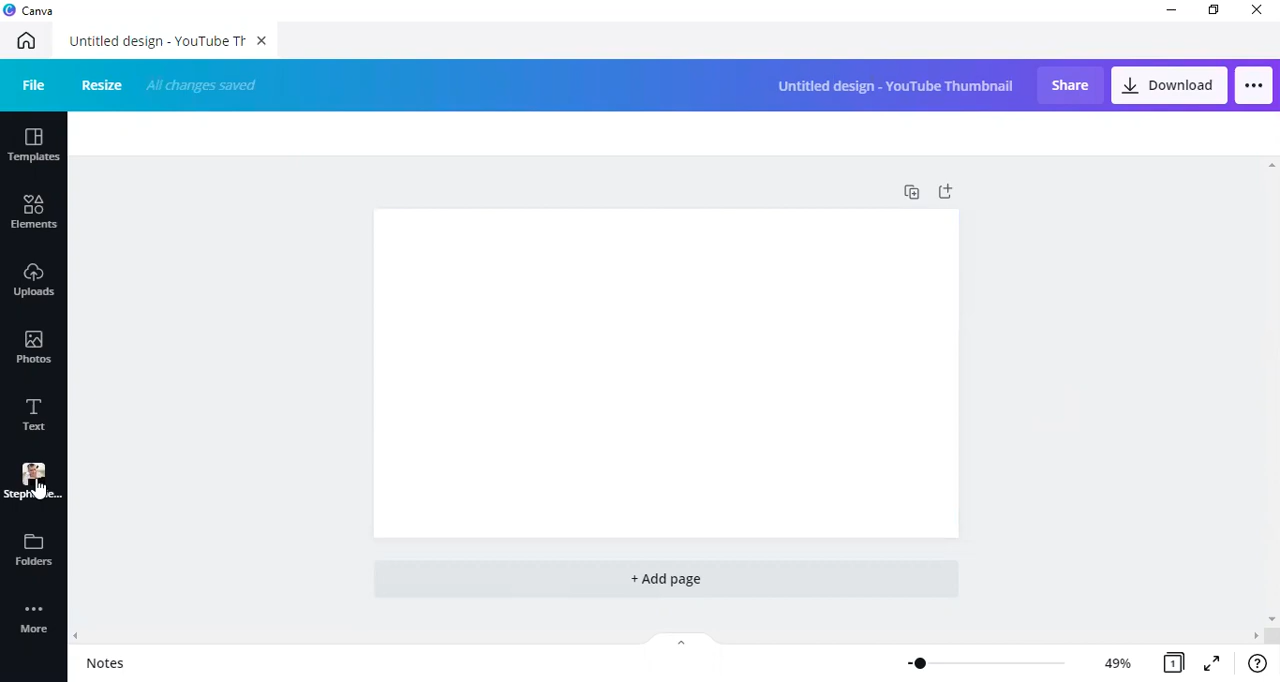 Canva
Untitled design - YouTube Th
File
Resize
All changes saved
Untitled design - YouTube Thumbnail
Share
Download
Templates
Elements
Uploads
Photos
Text
Folders
More
+ Add page
Notes
49%
1